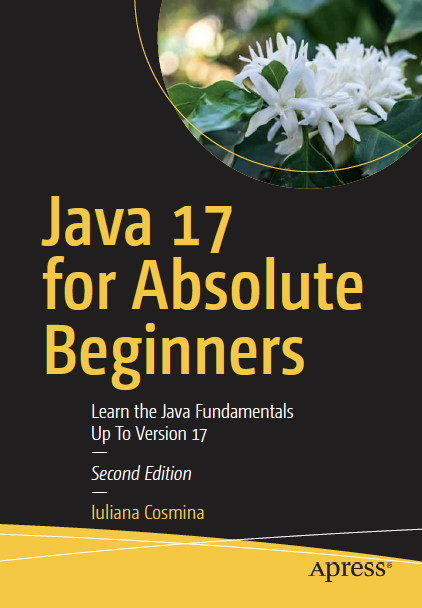 Java 17
for Absolute
Beginners
Learn the Java Fundamentals
Up To Version 17
—
Second Edition
—
Iuliana Cosmina
Apress®